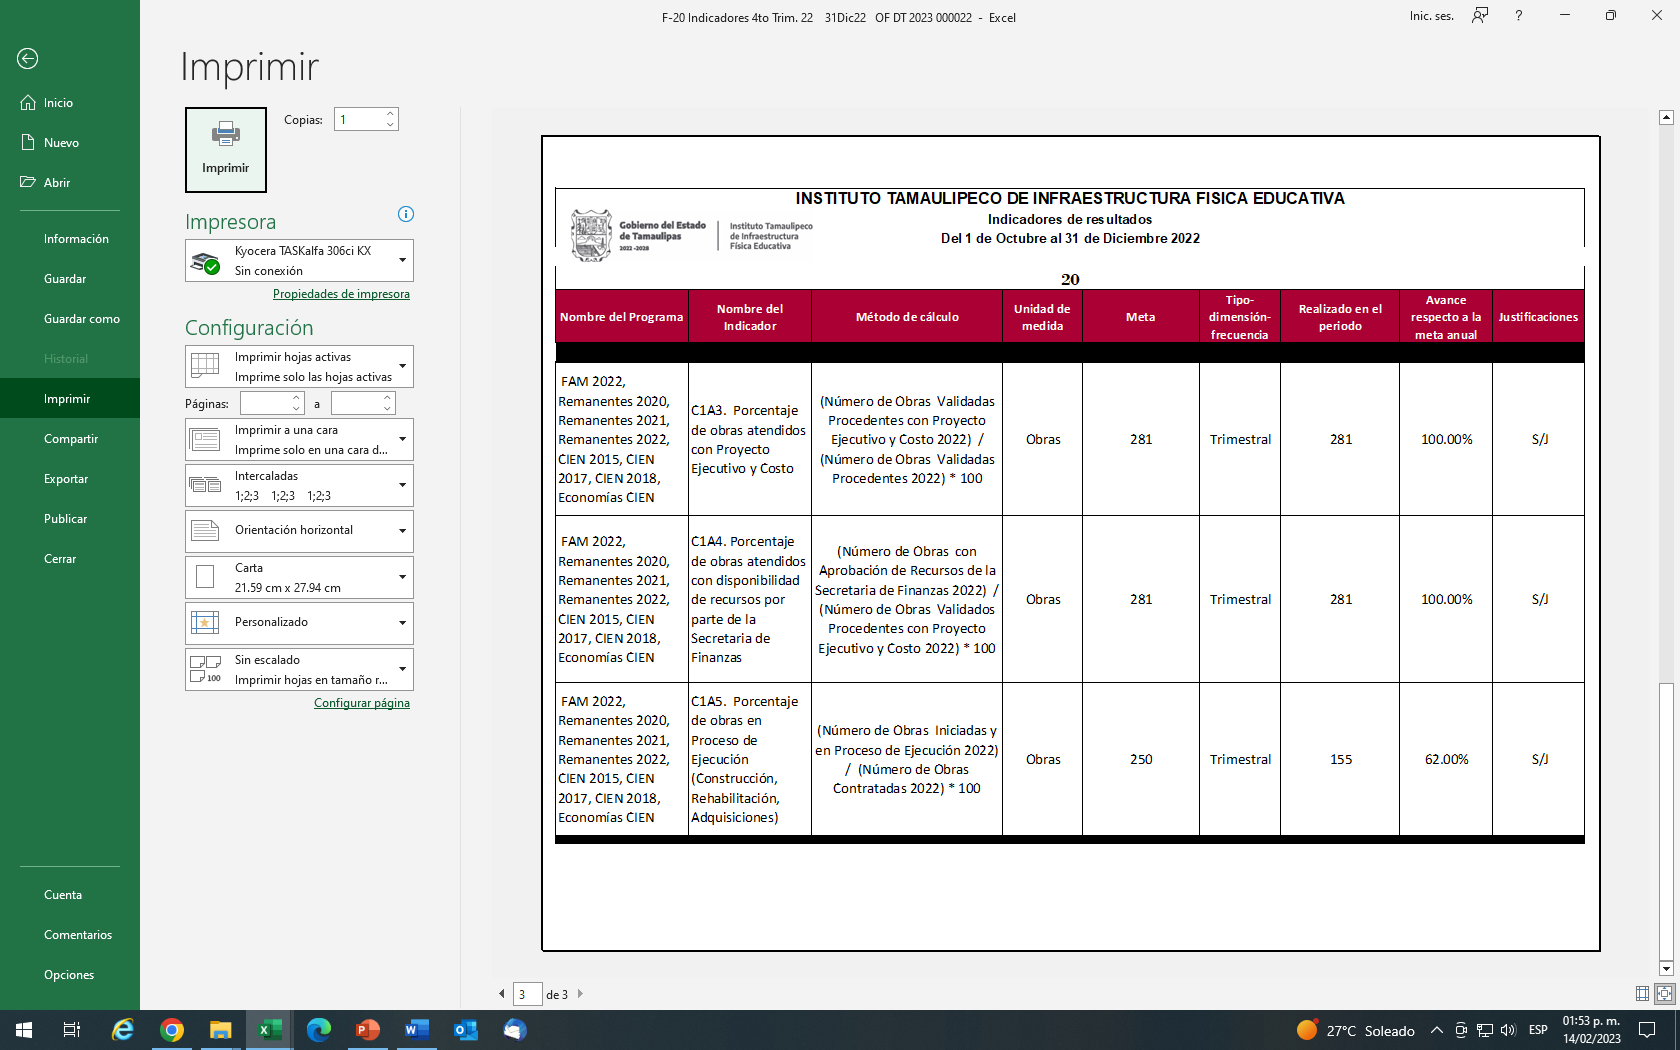 F-20 Indicadores 4to Trim. 22    31Dic22   OF DT 2023 000022  -  Excel
Inic. ses.
?
Imprimir
Inicio
Nuevo
Abrir
Información
Guardar
Guardar como
Historial
Imprimir
Compartir
Exportar
Publicar
Cerrar
Cuenta
Comentarios
Opciones
Imprimir
Copias:
1
Impresora
Kyocera TASKalfa 306ci KX
Sin conexión
Propiedades de impresora
Configuración
Imprimir hojas activas
Imprime solo las hojas activas
Páginas:
a
Imprimir a una cara
Imprime solo en una cara d...
Intercaladas
1;2;3    1;2;3    1;2;3
Orientación horizontal
Carta
21.59 cm x 27.94 cm
Personalizado
Sin escalado
100
Imprimir hojas en tamaño r...
Configurar página
INSTITUTO TAMAULIPECO DE INFRAESTRUCTURA FISICA EDUCATIVA
Indicadores de resultados
Del 1 de Octubre al 31 de Diciembre 2022
Gobierno del Estado
de Tamaulipas
2022 -2028
Instituto Tamaulipeco
de Infraestructura
Física Educativa
20
Nombre del Programa
Nombre del
Indicador
Método de cálculo
Unidad de
medida
Meta
Tipo-
dimensión-
frecuencia
Realizado en el
periodo
Avance
respecto a la
meta anual
Justificaciones
FAM 2022,
Remanentes 2020,
Remanentes 2021,
Remanentes 2022,
CIEN 2015, CIEN
2017, CIEN 2018,
Economías CIEN
C1A3.  Porcentaje
de obras atendidos
con Proyecto
Ejecutivo y Costo
(Número de Obras  Validadas
Procedentes con Proyecto
Ejecutivo y Costo 2022)  /
(Número de Obras  Validadas
Procedentes 2022) * 100
Obras
281
Trimestral
281
100.00%
S/J
FAM 2022,
Remanentes 2020,
Remanentes 2021,
Remanentes 2022,
CIEN 2015, CIEN
2017, CIEN 2018,
Economías CIEN
C1A4. Porcentaje
de obras atendidos
con disponibilidad
de recursos por
parte de la
Secretaria de
Finanzas
(Número de Obras  con
Aprobación de Recursos de la
Secretaria de Finanzas 2022)  /
(Número de Obras  Validados
Procedentes con Proyecto
Ejecutivo y Costo 2022) * 100
Obras
281
Trimestral
281
100.00%
S/J
FAM 2022,
Remanentes 2020,
Remanentes 2021,
Remanentes 2022,
CIEN 2015, CIEN
2017, CIEN 2018,
Economías CIEN
C1A5.  Porcentaje
de obras en
Proceso de
Ejecución
(Construcción,
Rehabilitación,
Adquisiciones)
(Número de Obras  Iniciadas y
en Proceso de Ejecución 2022)
/  (Número de Obras
Contratadas 2022) * 100
Obras
250
Trimestral
155
62.00%
S/J
3 de 3
27°C  Soleado
ESP
01:53 p. m.
14/02/2023